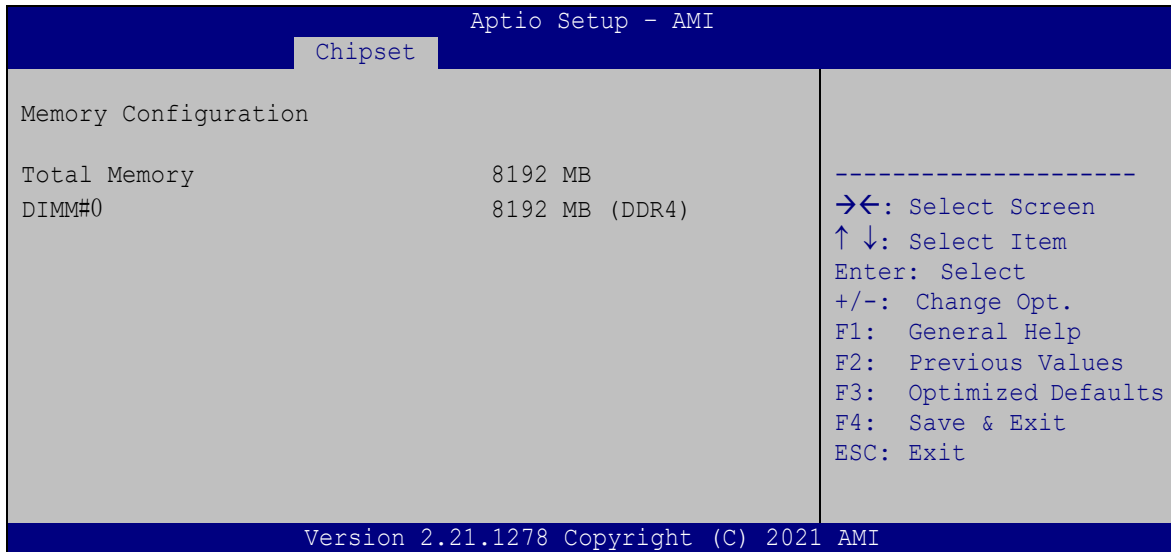 Aptio Setup – AMI
Chipset
Memory Configuration
Total Memory 8192 MB
DIMM#0 8192 MB (DDR4)
---------------------
→←: Select Screen
↑ ↓: Select Item
Enter: Select
+/-: Change Opt.
F1: General Help
F2: Previous Values
F3: Optimized Defaults
F4: Save & Exit
ESC: Exit
Version 2.21.1278 Copyright (C) 2021 AMI